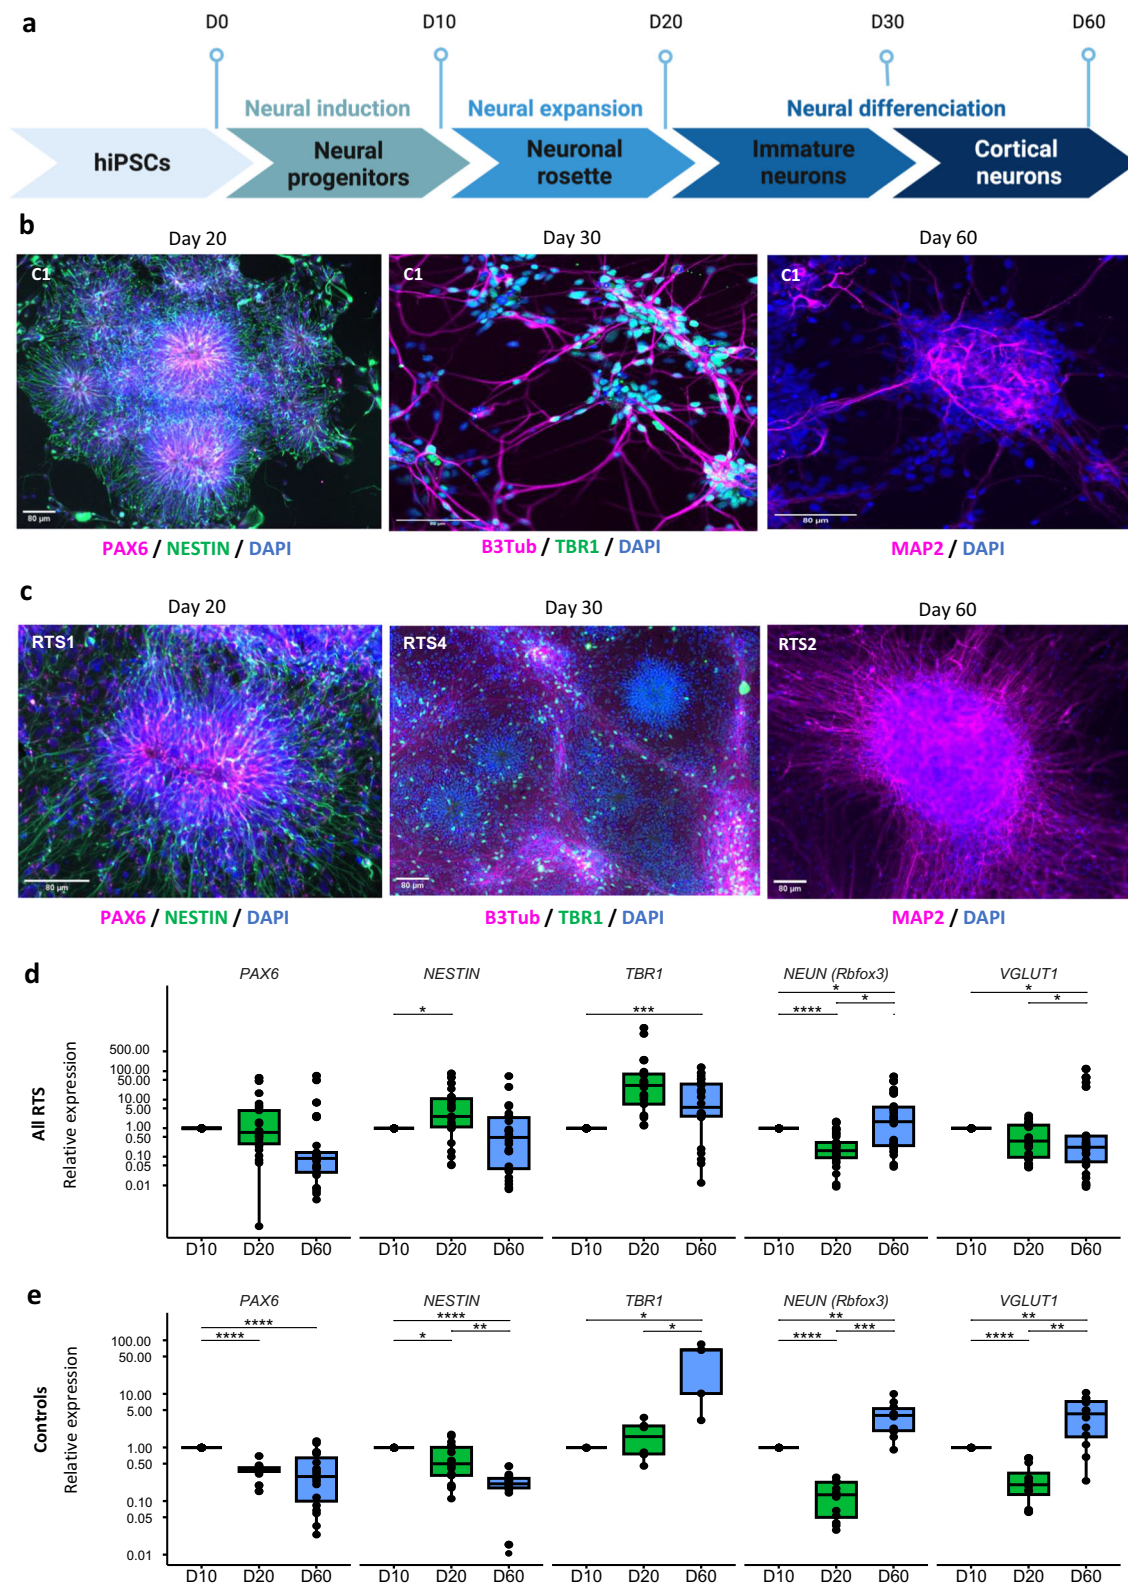 a
D0 D10 D20 D30 D60
Neural induction Neural expansion Neural differenciation
hiPSCs Neural progenitors Neuronal rosette Immature neurons Cortical neurons
b
Day 20 Day 30 Day 60
C1 C1 C1
80 µm 80 µm
PAX6 / NESTIN / DAPI B3Tub / TBR1 / DAPI MAP2 / DAPI
c
Day 20 Day 30 Day 60
RTS1 RTS4 RTS2
80 µm 80 µm 80 µm
PAX6 / NESTIN / DAPI B3Tub / TBR1 / DAPI MAP2 / DAPI
d
PAX6 NESTIN TBR1 NEUN (Rbfox3) VGLUT1
* *** * **** * * *
All RTS
Relative expression
500.00
100.00
50.00
10.00
5.00
1.00
0.50
0.10
0.05
0.01
D10 D20 D60 D10 D20 D60 D10 D20 D60 D10 D20 D60 D10 D20 D60
e
PAX6 NESTIN TBR1 NEUN (Rbfox3) VGLUT1
**** **** * ** **
**** * ** * **** *** **** **
Controls
Relative expression
100.00
50.00
10.00
5.00
1.00
0.50
0.10
0.05
0.01
D10 D20 D60 D10 D20 D60 D10 D20 D60 D10 D20 D60 D10 D20 D60